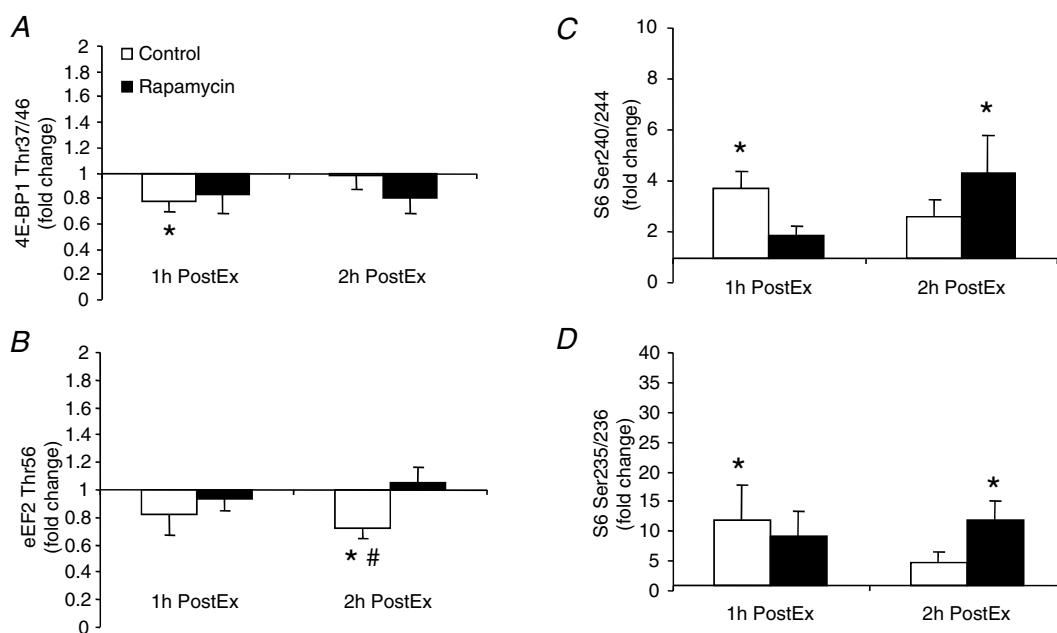 A
4E-BP1 Thr37/46
(fold change)
2
1.8
1.6
1.4
1.2
1
0.8
0.6
0.4
0.2
0
Control
Rapamycin
*
1h PostEx
2h PostEx
B
eEF2 Thr56
(fold change)
2
1.8
1.6
1.4
1.2
1
0.8
0.6
0.4
0.2
0
* #
1h PostEx
2h PostEx
C
S6 Ser240/244
(fold change)
10
8
6
4
2
0
*
*
1h PostEx
2h PostEx
D
S6 Ser235/236
(fold change)
40
35
30
25
20
15
10
5
0
*
*
1h PostEx
2h PostEx